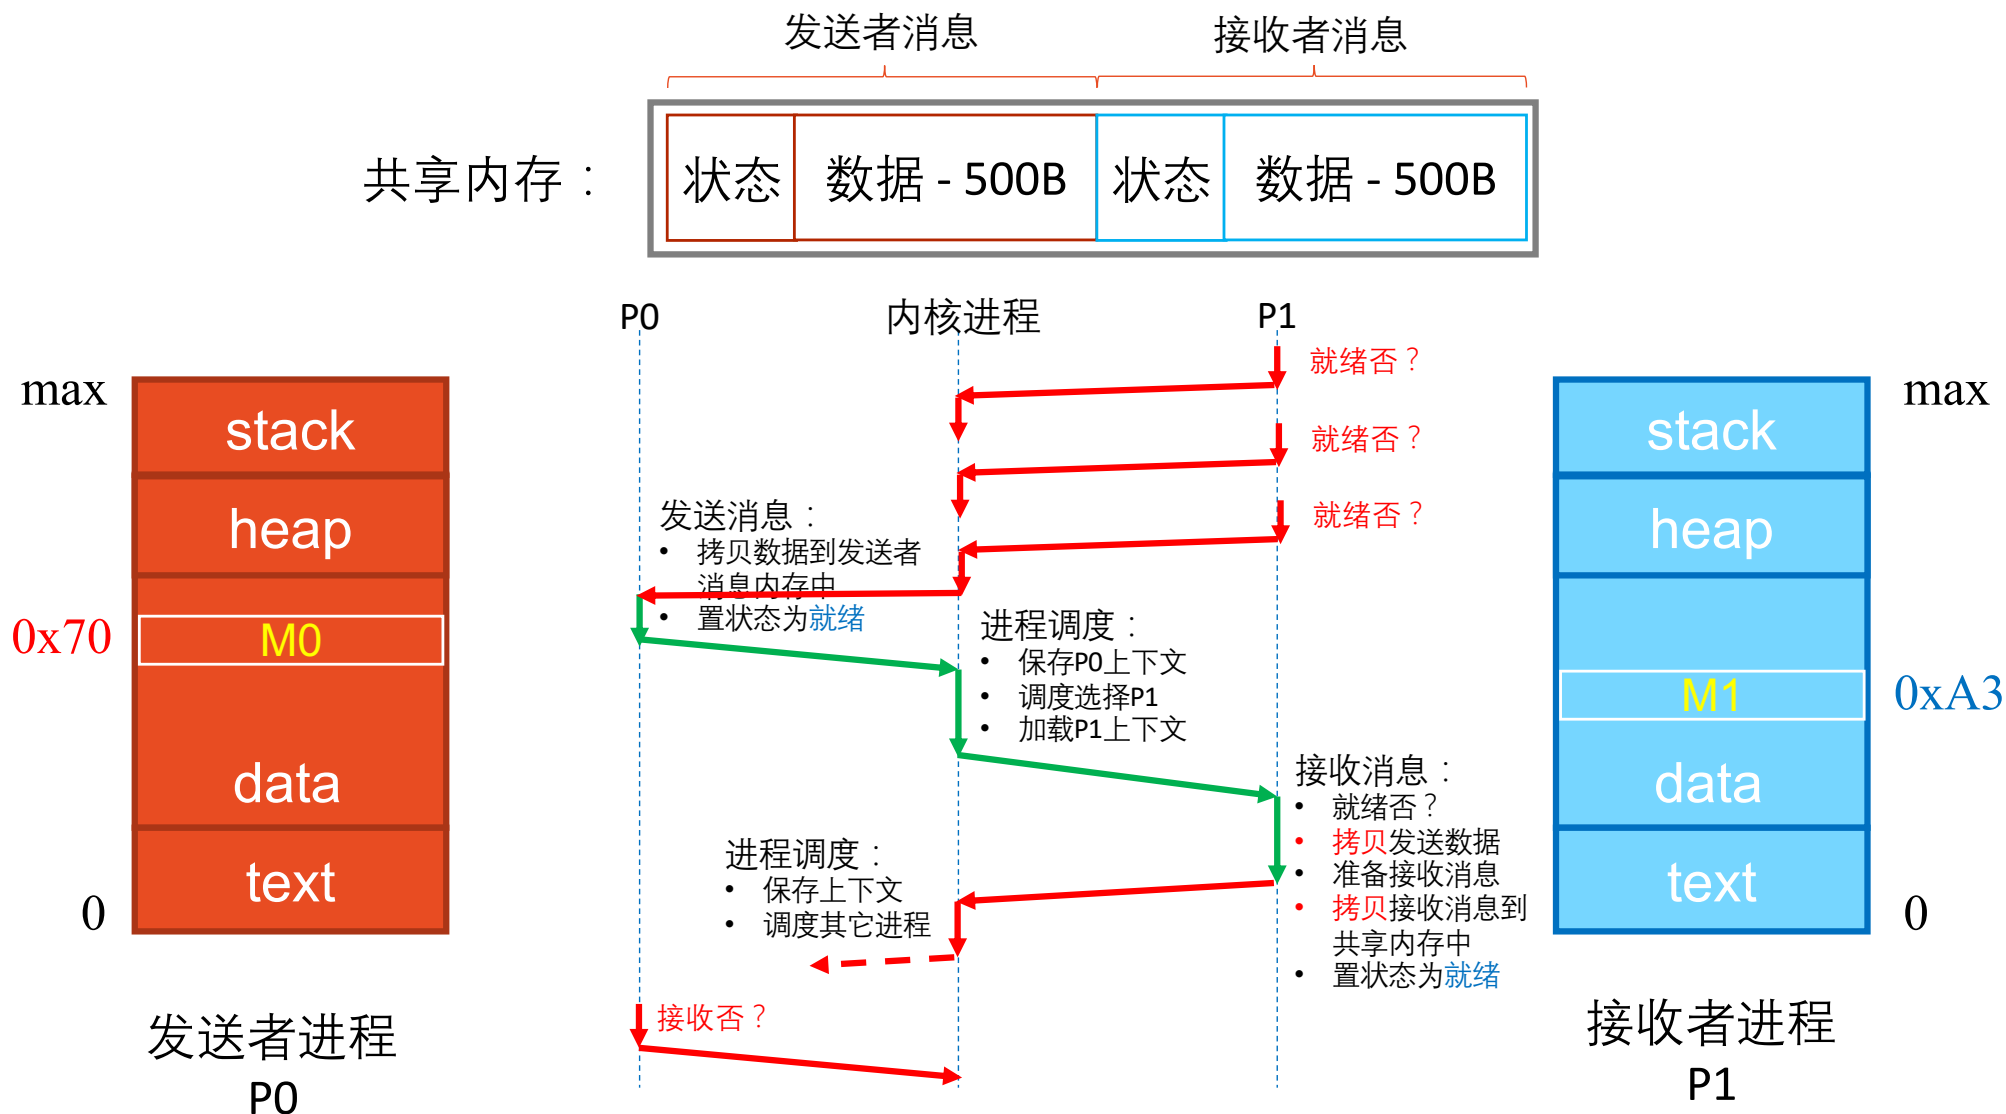 发送者消息
接收者消息
共享内存：
状态
数据 - 500B
状态
数据 - 500B
P0
内核进程
P1
就绪否？
就绪否？
就绪否？
max
stack
heap
0x70
M0
data
text
0
发送者进程
P0
发送消息：
• 拷贝数据到发送者
消息内存中
• 置状态为就绪
进程调度：
• 保存P0上下文
• 调度选择P1
• 加载P1上下文
接收消息：
• 就绪否？
• 拷贝发送数据
• 准备接收消息
• 拷贝接收消息到
共享内存中
• 置状态为就绪
进程调度：
• 保存上下文
• 调度其它进程
接收否？
max
stack
heap
M1
0xA3
data
text
0
接收者进程
P1